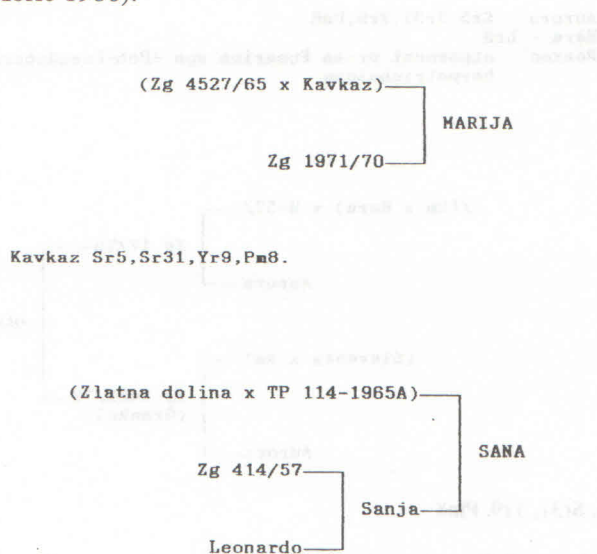 (Zg 4527/65 x Kavkaz)
MARIJA
Zg 1971/70
Kavkaz Sr5,Sr31,Yr9,Pm8.
(Zlatna dolina x TP 114-1965A)
SANA
Zg 414/57
Sanja
Leonardo